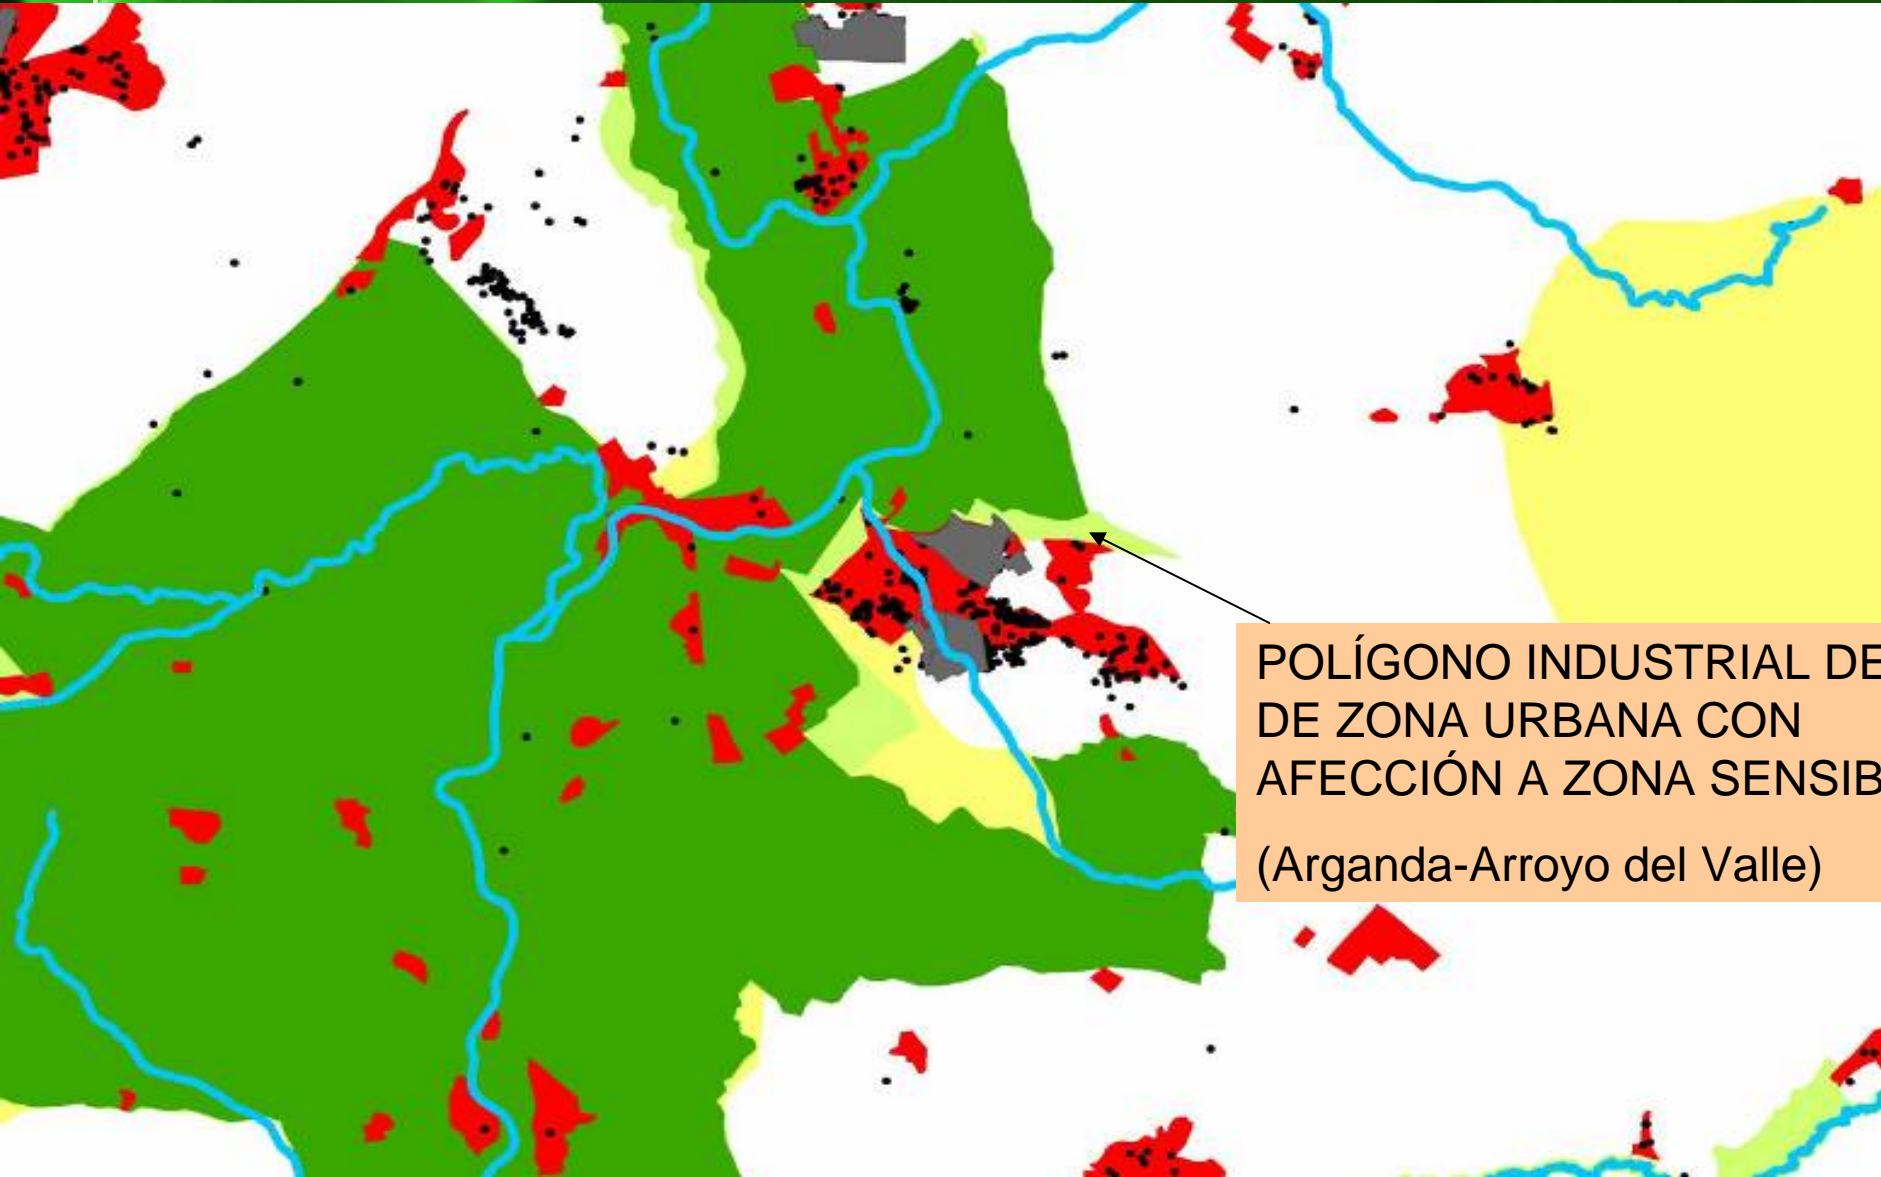 POLÍGONO INDUSTRIAL DE
DE ZONA URBANA CON
AFECCIÓN A ZONA SENSIB
(Arganda-Arroyo del Valle)